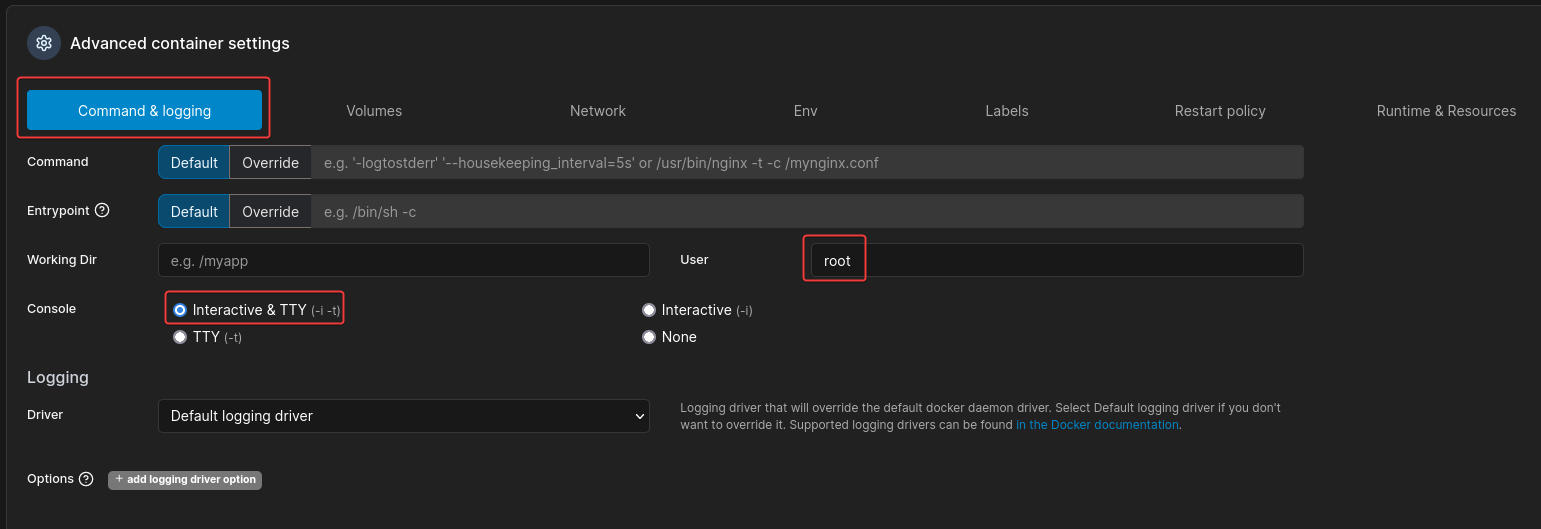 Advanced container settings
Command & logging Volumes Network Env Labels Restart policy Runtime & Resources
Command Default Override e.g. '-logtostderr' '--housekeeping_interval=5s' or /usr/bin/nginx -t -c /mynginx.conf
Entrypoint Default Override e.g. /bin/sh -c
Working Dir e.g. /myapp User root
Console Interactive & TTY (-i -t) Interactive (-i)
TTY (-t) None
Logging
Driver Default logging driver Logging driver that will override the default docker daemon driver. Select Default logging driver if you don't
want to override it. Supported logging drivers can be found in the Docker documentation.
Options + add logging driver option